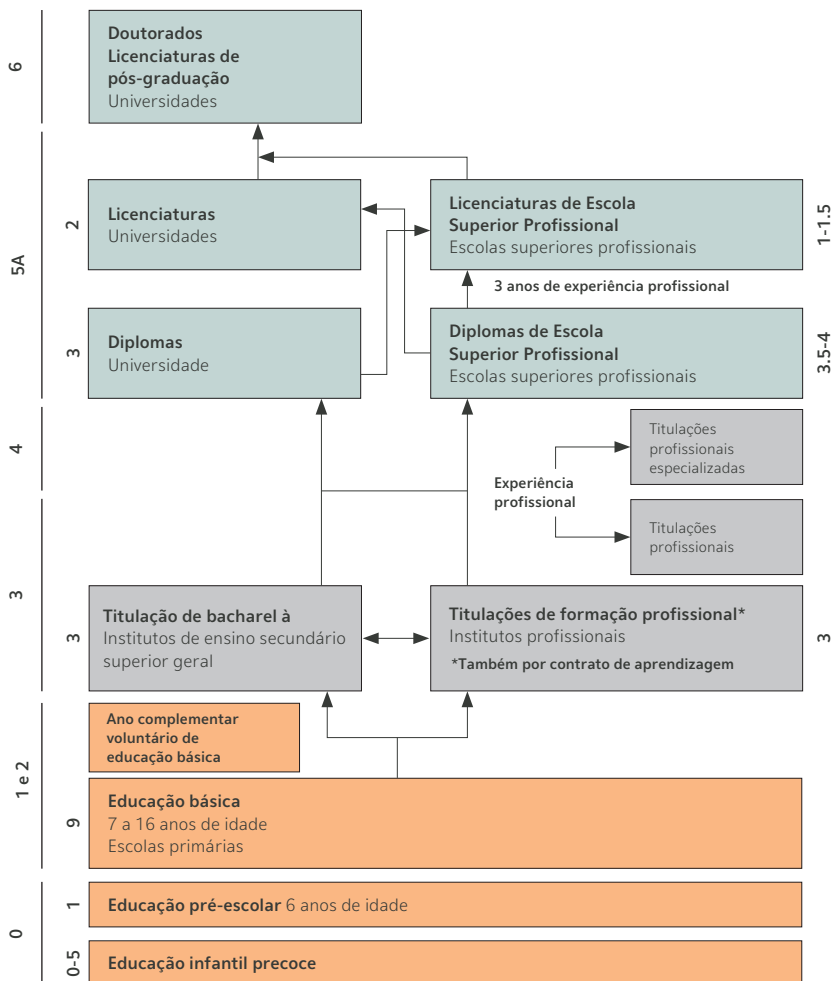 6
Doutorados
Licenciaturas de
pós-graduação
Universidades
5A
2
Licenciaturas
Universidades
Licenciaturas de Escola
Superior Profissional
Escolas superiores profissionais
1-1.5
3 anos de experiência profissional
3
Diplomas
Universidade
Diplomas de Escola
Superior Profissional
Escolas superiores profissionais
3.5-4
4
Titulações
profissionais
especializadas
Experiência
profissional
Titulações
profissionais
3
3
Titulação de bacharel à
Institutos de ensino secundário
superior geral
Titulações de formação profissional*
Institutos profissionais
*Também por contrato de aprendizagem
3
1 e 2
Ano complementar
voluntário de
educação básica
9
Educação básica
7 a 16 anos de idade
Escolas primárias
0
1
Educação pré-escolar 6 anos de idade
0-5
Educação infantil precoce